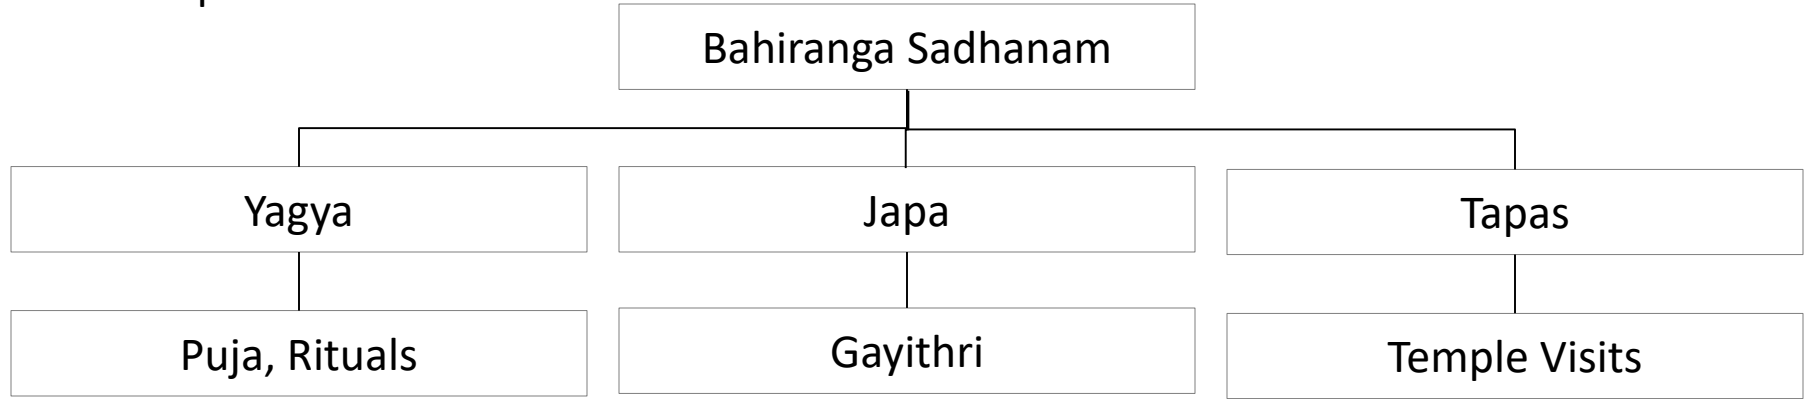 Bahiranga Sadhanam
Yagya
Japa
Tapas
Puja, Rituals
Gayithri
Temple Visits